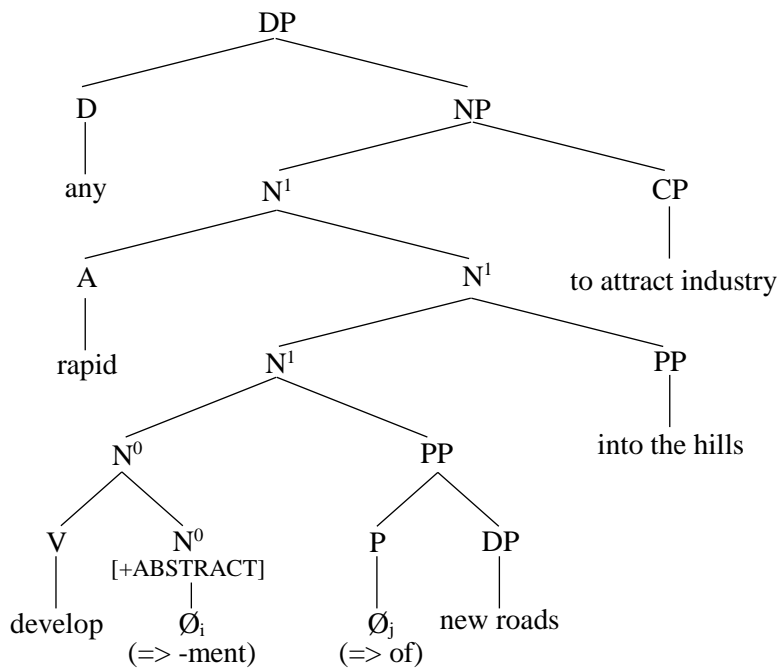 DP
D NP
any N¹ CP
A N¹ to attract industry
rapid N¹ PP
N⁰ PP into the hills
V N⁰ P DP
[+ABSTRACT]
develop Øᵢ Øⱼ new roads
(=> -ment) (=> of)